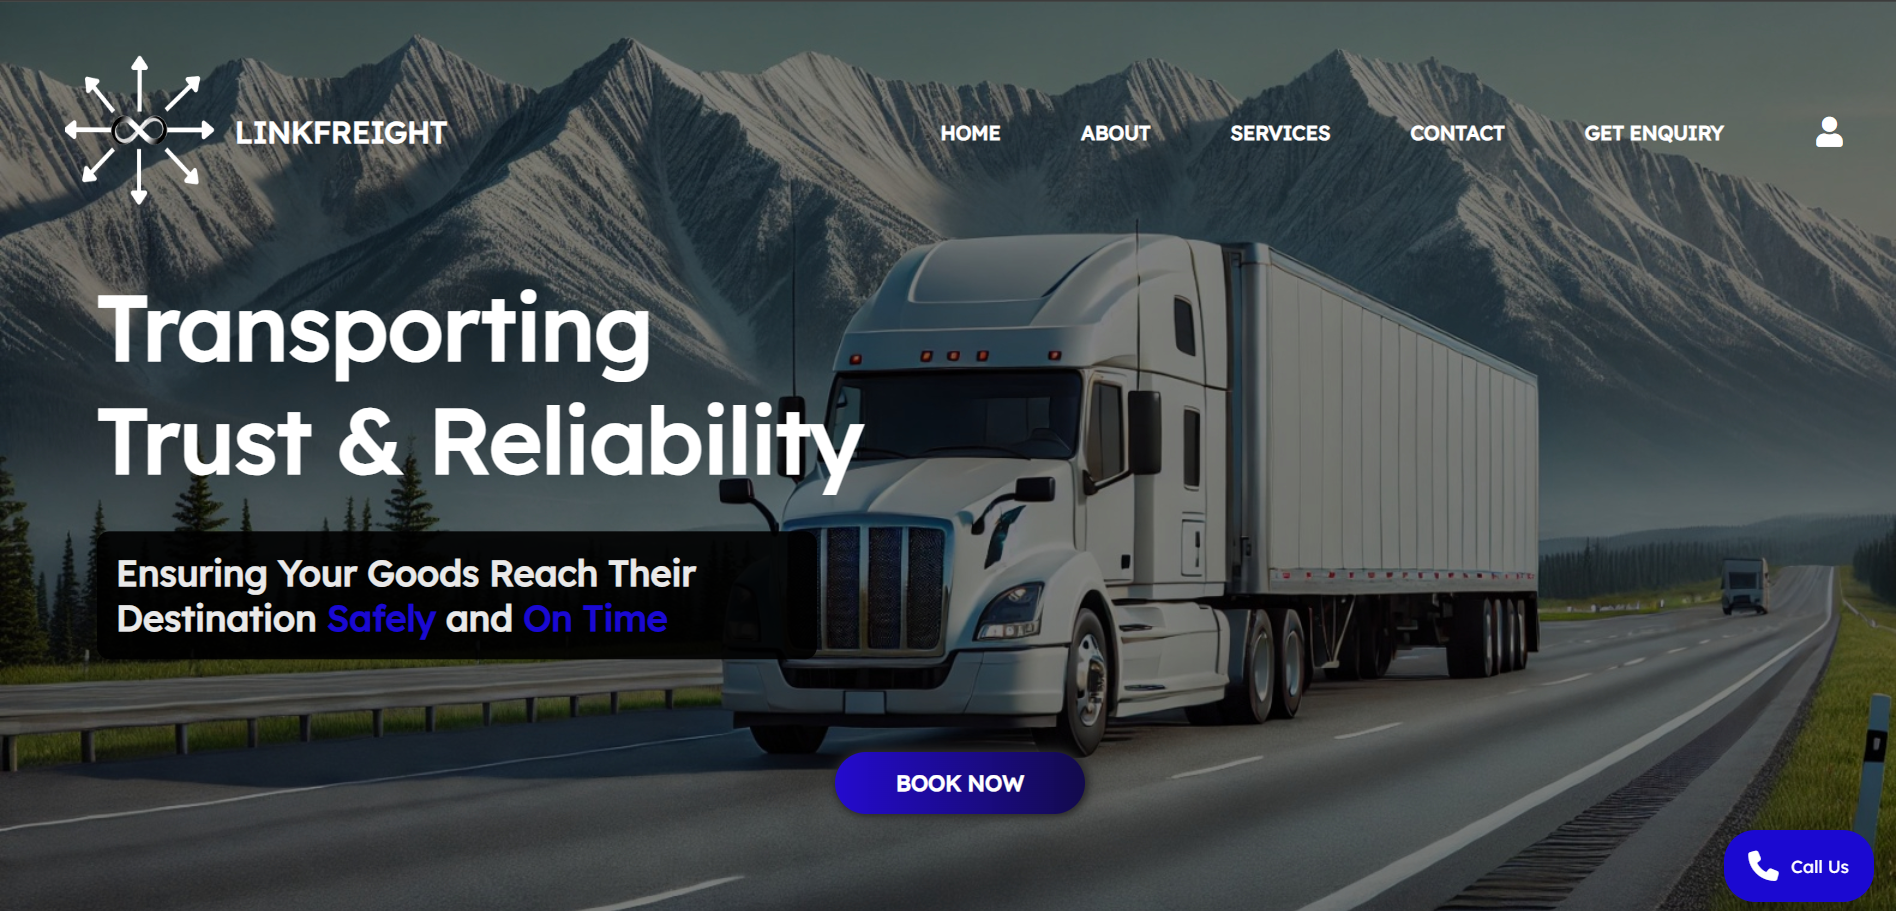 LINKFREIGHT
HOME
ABOUT
SERVICES
CONTACT
GET ENQUIRY
Transporting
Trust & Reliability
Ensuring Your Goods Reach Their
Destination Safely and On Time
BOOK NOW
Call Us